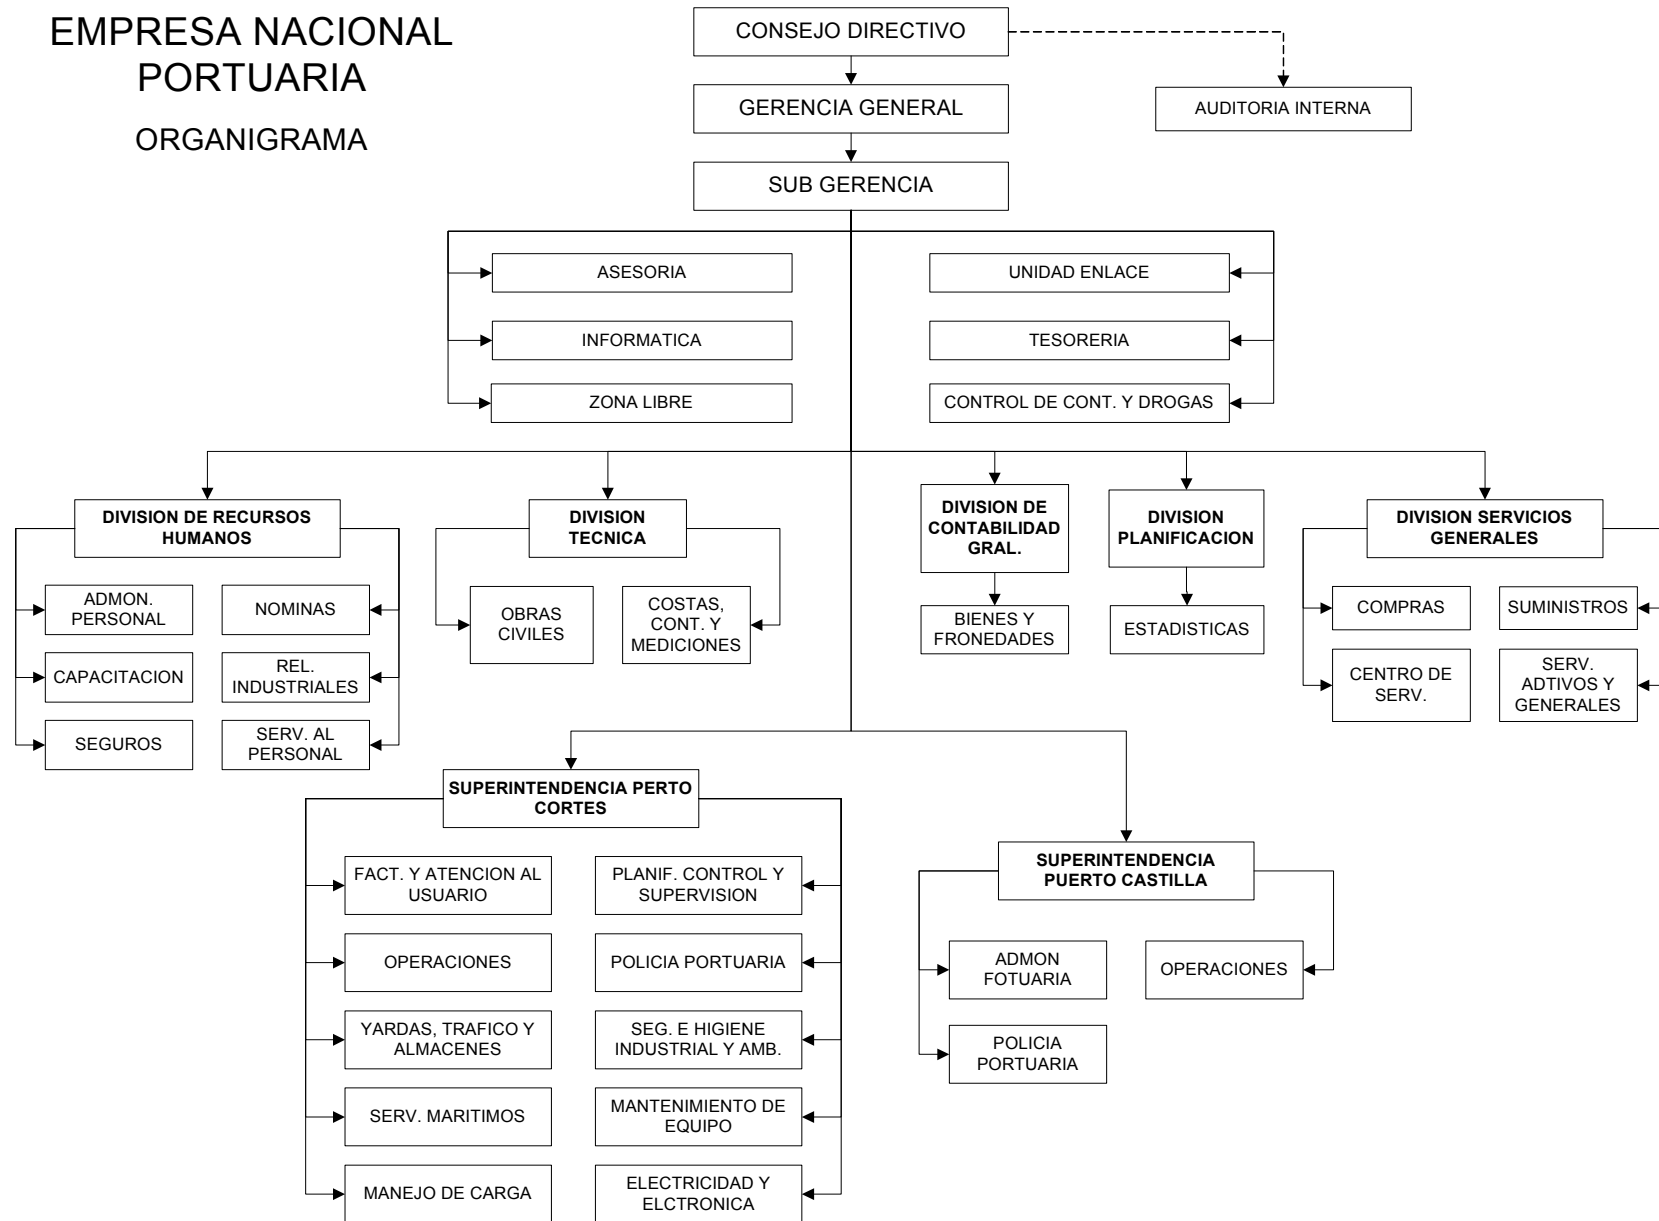 EMPRESA NACIONAL
PORTUARIA
ORGANIGRAMA
CONSEJO DIRECTIVO
GERENCIA GENERAL
AUDITORIA INTERNA
SUB GERENCIA
ASESORIA
UNIDAD ENLACE
INFORMATICA
TESORERIA
ZONA LIBRE
CONTROL DE CONT. Y DROGAS
DIVISION DE RECURSOS
HUMANOS
DIVISION
TECNICA
DIVISION DE
CONTABILIDAD
GRAL.
DIVISION
PLANIFICACION
DIVISION SERVICIOS
GENERALES
ADMON.
PERSONAL
NOMINAS
CAPACITACION
REL.
INDUSTRIALES
SEGUROS
SERV. AL
PERSONAL
OBRAS
CIVILES
COSTAS,
CONT. Y
MEDICIONES
BIENES Y
FRONEDADES
ESTADISTICAS
COMPRAS
SUMINISTROS
CENTRO DE
SERV.
SERV.
ADTIVOS Y
GENERALES
SUPERINTENDENCIA PERTO
CORTES
FACT. Y ATENCION AL
USUARIO
PLANIF. CONTROL Y
SUPERVISION
OPERACIONES
POLICIA PORTUARIA
YARDAS, TRAFICO Y
ALMACENES
SEG. E HIGIENE
INDUSTRIAL Y AMB.
SERV. MARITIMOS
MANTENIMIENTO DE
EQUIPO
MANEJO DE CARGA
ELECTRICIDAD Y
ELCTRONICA
SUPERINTENDENCIA
PUERTO CASTILLA
ADMON
FOTUARIA
OPERACIONES
POLICIA
PORTUARIA